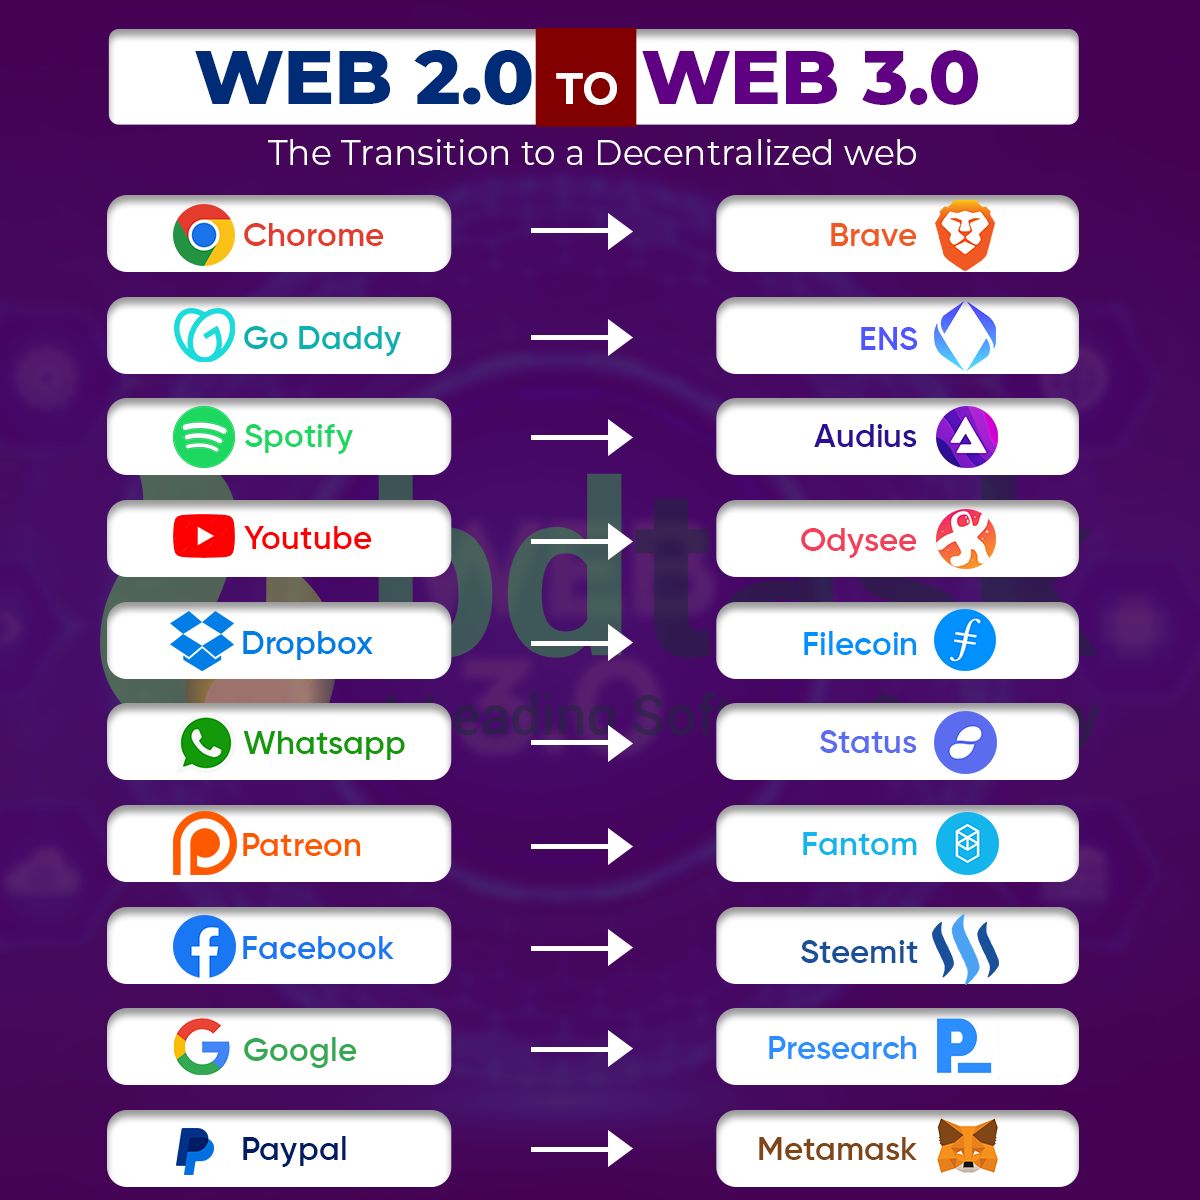 WEB 2.0 TO WEB 3.0
The Transition to a Decentralized web
Chorome Brave
Go Daddy ENS
Spotify Audius
Youtube Odysee
Dropbox Filecoin
Whatsapp Status
Patreon Fantom
Facebook Steemit
Google Presearch
Paypal Metamask
bdtask